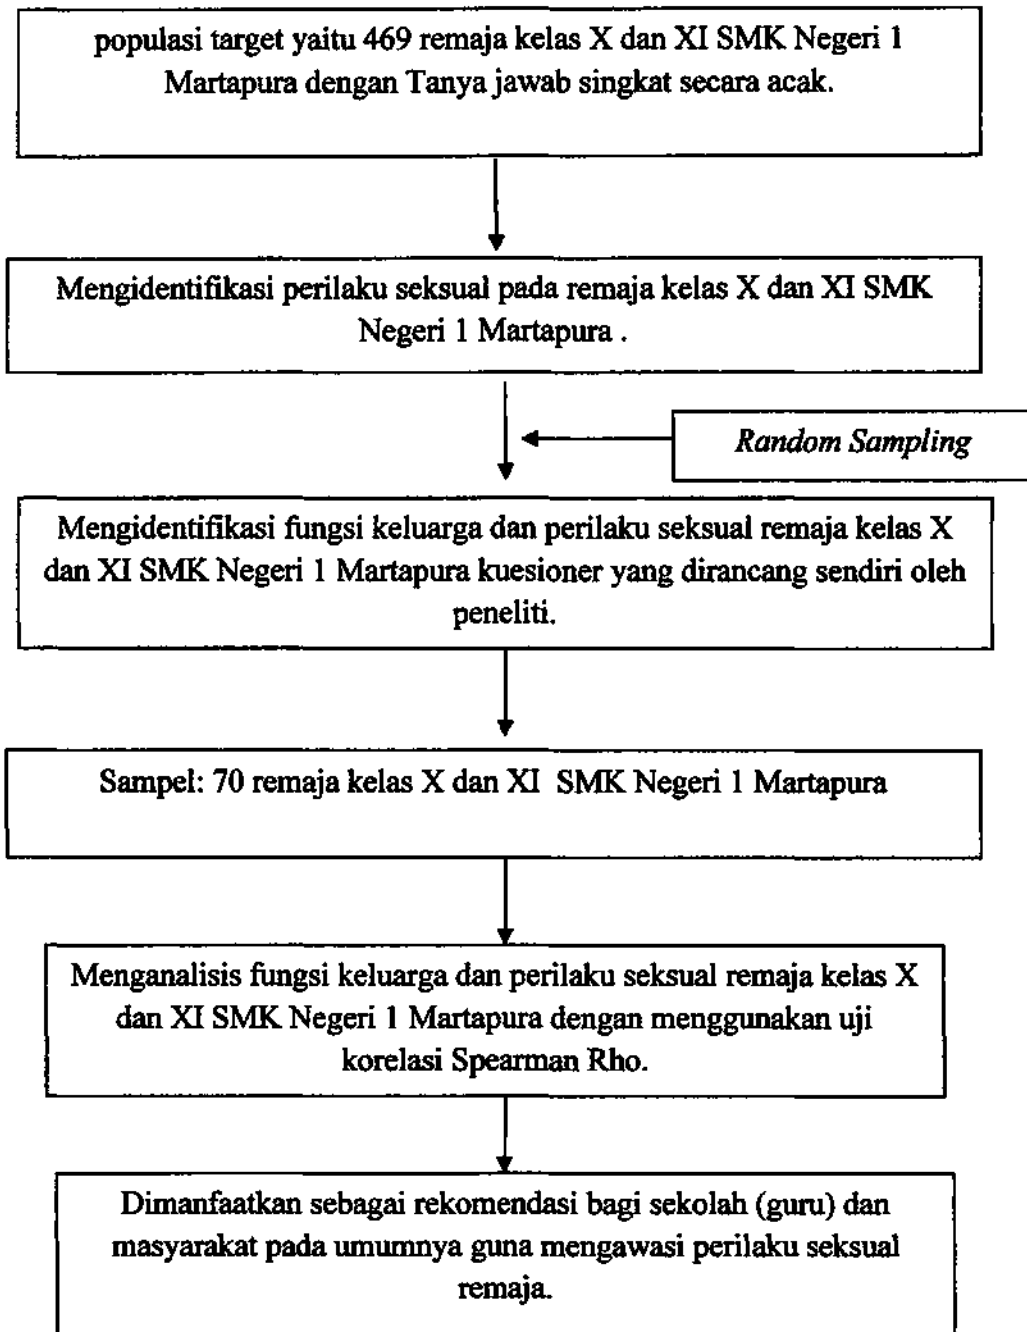 populasi target yaitu 469 remaja kelas X dan XI SMK Negeri 1
Martapura dengan Tanya jawab singkat secara acak.
Mengidentifikasi perilaku seksual pada remaja kelas X dan XI SMK
Negeri 1 Martapura .
Random Sampling
Mengidentifikasi fungsi keluarga dan perilaku seksual remaja kelas X
dan XI SMK Negeri 1 Martapura kuesioner yang dirancang sendiri oleh
peneliti.
Sampel: 70 remaja kelas X dan XI SMK Negeri 1 Martapura
Menganalisis fungsi keluarga dan perilaku seksual remaja kelas X
dan XI SMK Negeri 1 Martapura dengan menggunakan uji
korelasi Spearman Rho.
Dimanfaatkan sebagai rekomendasi bagi sekolah (guru) dan
masyarakat pada umumnya guna mengawasi perilaku seksual
remaja.